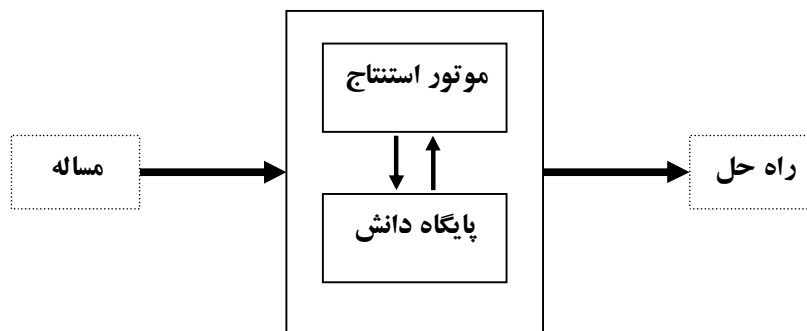 موتور استنتاج
مساله
راه حل
پایگاه دانش